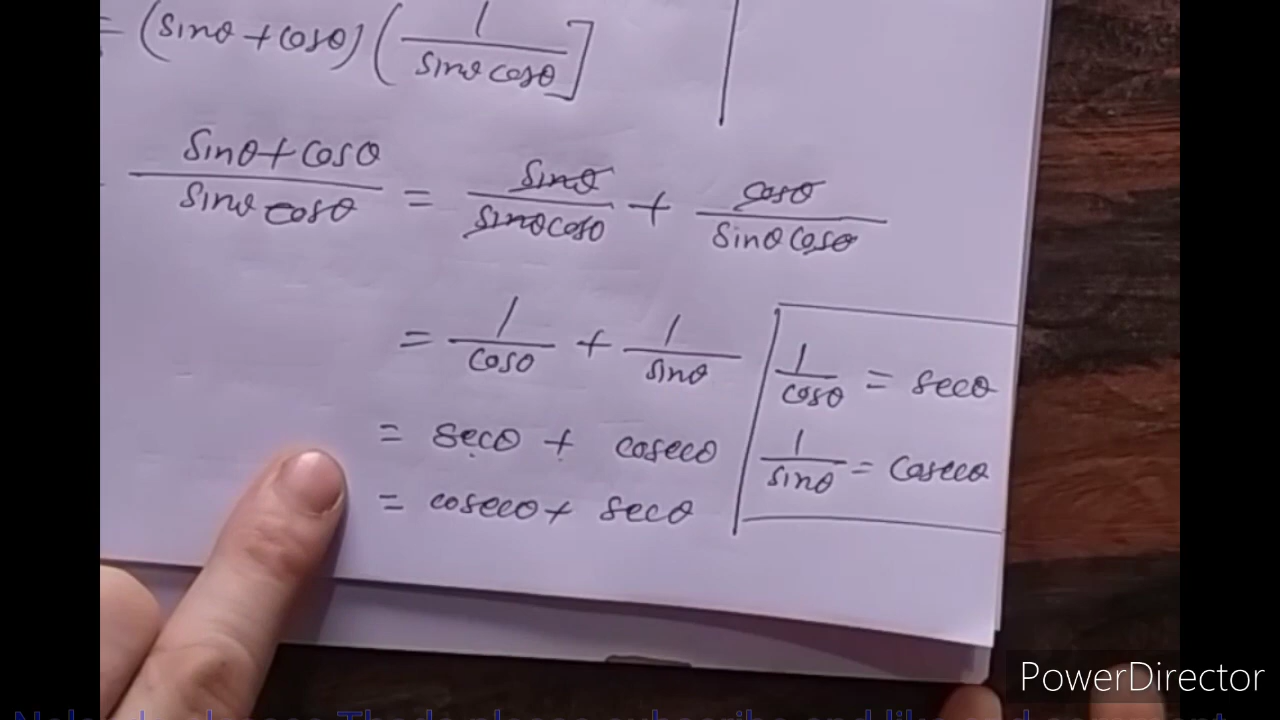 = (sinθ + cosθ) (1/sinθ cosθ]
sinθ + cosθ/sinθ cosθ = sinθ/sinθ cosθ + cosθ/sinθ cosθ
= 1/cosθ + 1/sinθ
= secθ + cosecθ
= cosecθ + secθ
1/cosθ = secθ
1/sinθ = cosecθ
PowerDirector